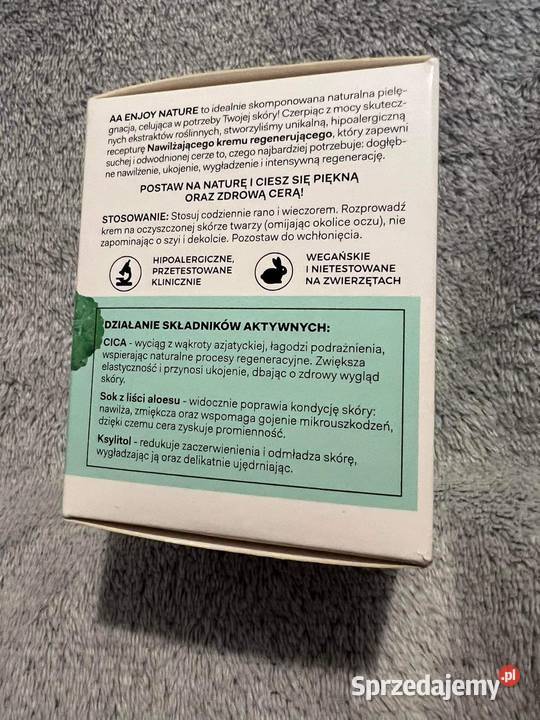 AA ENJOY NATURE to idealnie skomponowana naturalna pielę-
gnacja, celująca w potrzeby Twojej skóry! Czerpiąc z mocy skutecz-
nych ekstraktów roślinnych, stworzyliśmy unikalną, hipoalergiczną
recepturę Nawilżającego kremu regenerującego, który zapewni
suchej i odwodnionej cerze to, czego najbardziej potrzebuje: dogłęb-
ne nawilżenie, ukojenie, wygładzenie i intensywną regenerację.
POSTAW NA NATURĘ I CIESZ SIĘ PIĘKNĄ
ORAZ ZDROWĄ CERĄ!
STOSOWANIE: Stosuj codziennie rano i wieczorem. Rozprowadź
krem na oczyszczonej skórze twarzy (omijając okolice oczu), nie
zapominając o szyi i dekolcie. Pozostaw do wchłonięcia.
HIPOALERGICZNE,
PRZETESTOWANE
KLINICZNIE
WEGAŃSKIE
I NIETESTOWANE
NA ZWIERZĘTACH
DZIAŁANIE SKŁADNIKÓW AKTYWNYCH:
CICA - wyciąg z wąkroty azjatyckiej, łagodzi podrażnienia,
wspierając naturalne procesy regeneracyjne. Zwiększa
elastyczność i przynosi ukojenie, dbając o zdrowy wygląd
skóry.
Sok z liści aloesu - widocznie poprawia kondycję skóry:
nawilża, zmiękcza oraz wspomaga gojenie mikrouszkodzeń,
dzięki czemu cera zyskuje promienność.
Ksylitol - redukuje zaczerwienienia i odmładza skórę,
wygładzając ją oraz delikatnie ujędrniając.
Sprzedajemy.pl